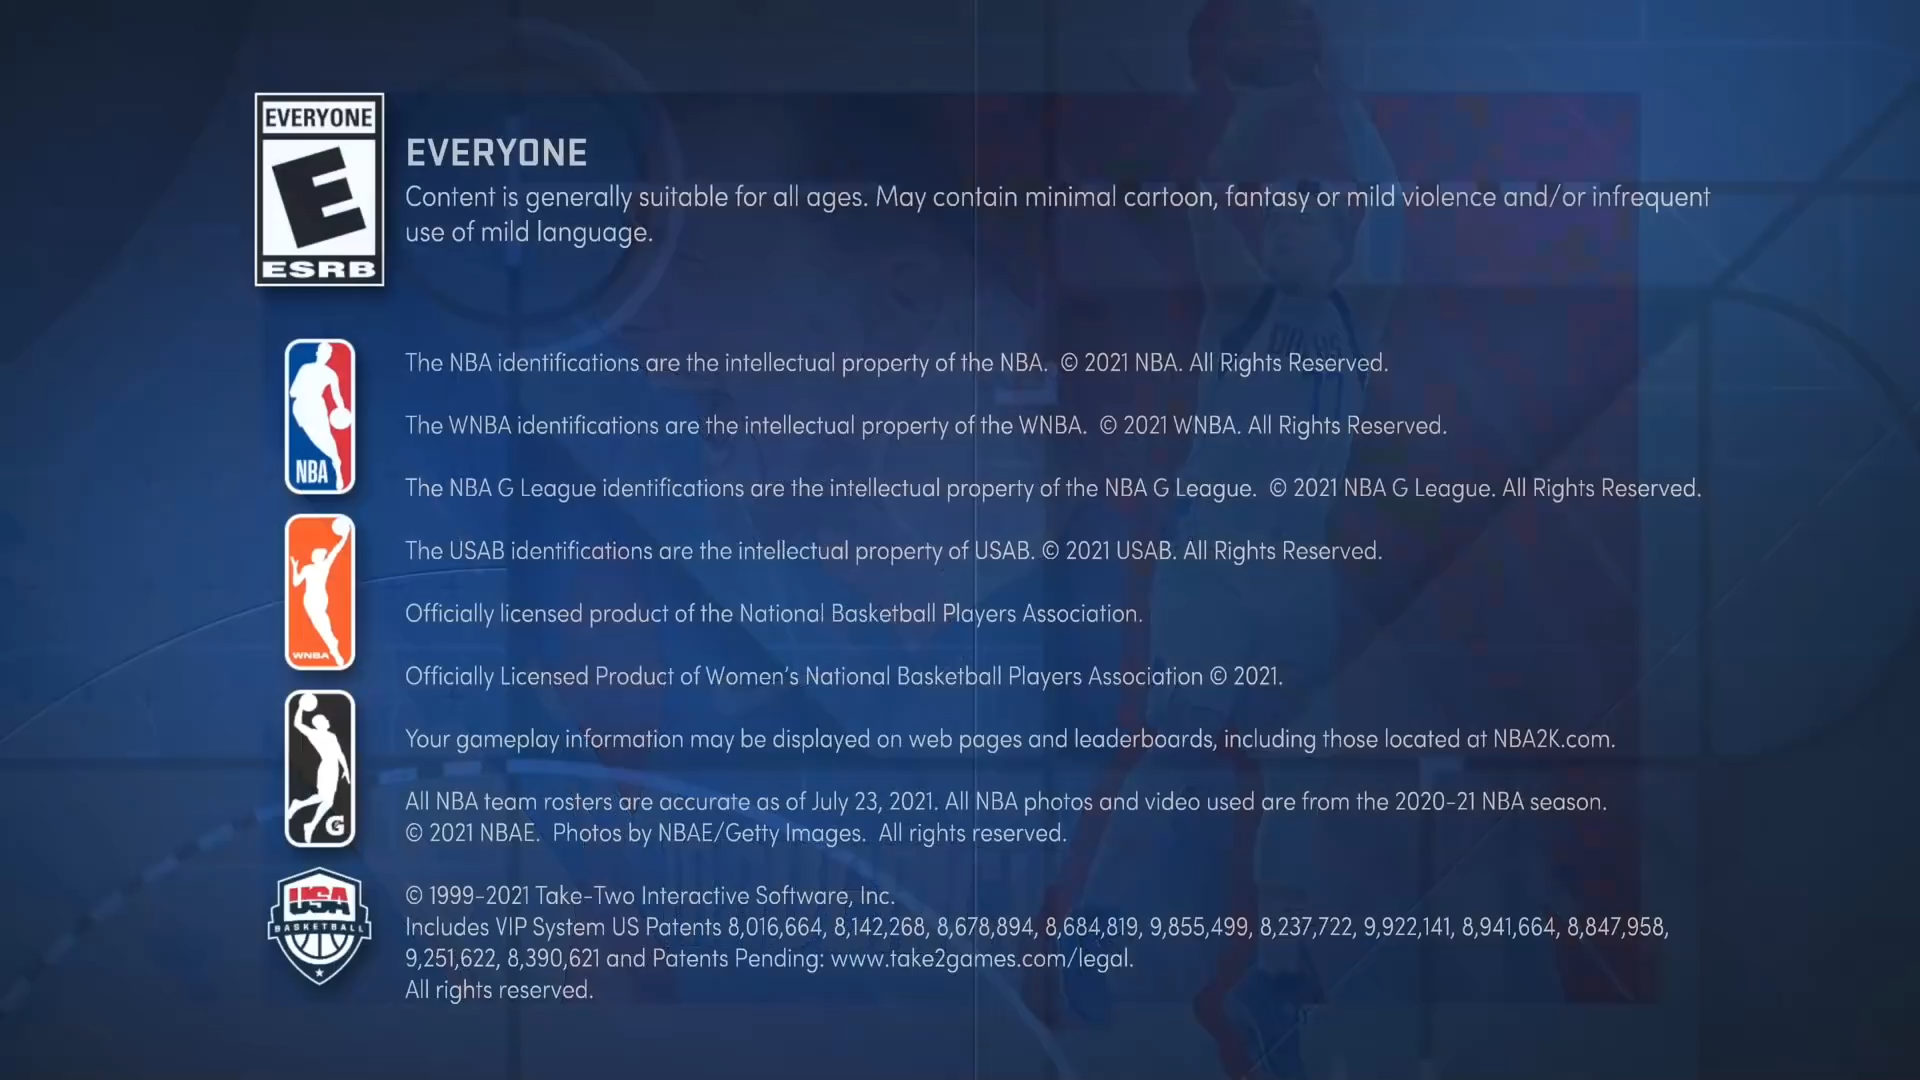 EVERYONE
E
ESRB
EVERYONE
Content is generally suitable for all ages. May contain minimal cartoon, fantasy or mild violence and/or infrequent
use of mild language.
NBA
The NBA identifications are the intellectual property of the NBA.  © 2021 NBA. All Rights Reserved.
The WNBA identifications are the intellectual property of the WNBA.  © 2021 WNBA. All Rights Reserved.
The NBA G League identifications are the intellectual property of the NBA G League.  © 2021 NBA G League. All Rights Reserved.
WNBA
The USAB identifications are the intellectual property of USAB. © 2021 USAB. All Rights Reserved.
Officially licensed product of the National Basketball Players Association.
Officially Licensed Product of Women's National Basketball Players Association © 2021.
G
Your gameplay information may be displayed on web pages and leaderboards, including those located at NBA2K.com.
All NBA team rosters are accurate as of July 23, 2021. All NBA photos and video used are from the 2020-21 NBA season.
© 2021 NBAE.  Photos by NBAE/Getty Images.  All rights reserved.
USA
BASKETBALL
© 1999-2021 Take-Two Interactive Software, Inc.
Includes VIP System US Patents 8,016,664, 8,142,268, 8,678,894, 8,684,819, 9,855,499, 8,237,722, 9,922,141, 8,941,664, 8,847,958,
9,251,622, 8,390,621 and Patents Pending: www.take2games.com/legal.
All rights reserved.